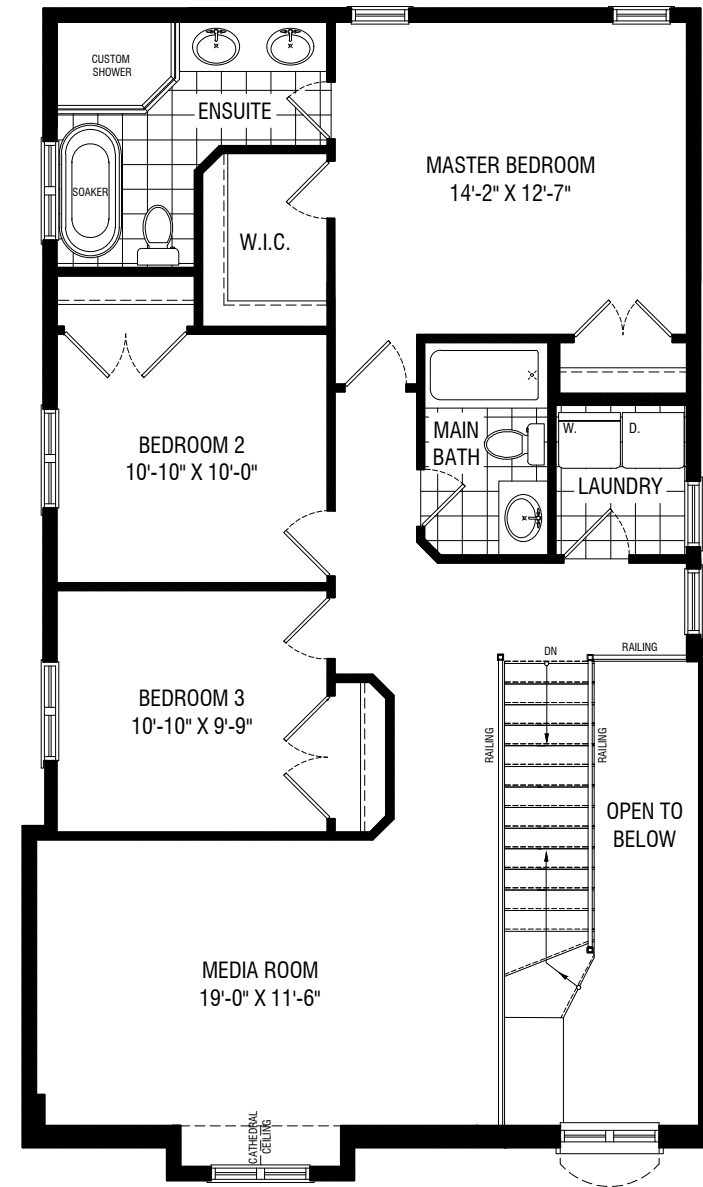 CUSTOM
SHOWER
ENSUITE
MASTER BEDROOM
14'-2" X 12'-7"
SOAKER
W.I.C.
BEDROOM 2
10'-10" X 10'-0"
MAIN
BATH
W.
D.
LAUNDRY
DN
RAILING
BEDROOM 3
10'-10" X 9'-9"
RAILING
RAILING
OPEN TO
BELOW
MEDIA ROOM
19'-0" X 11'-6"
CATHEDRAL
CEILING